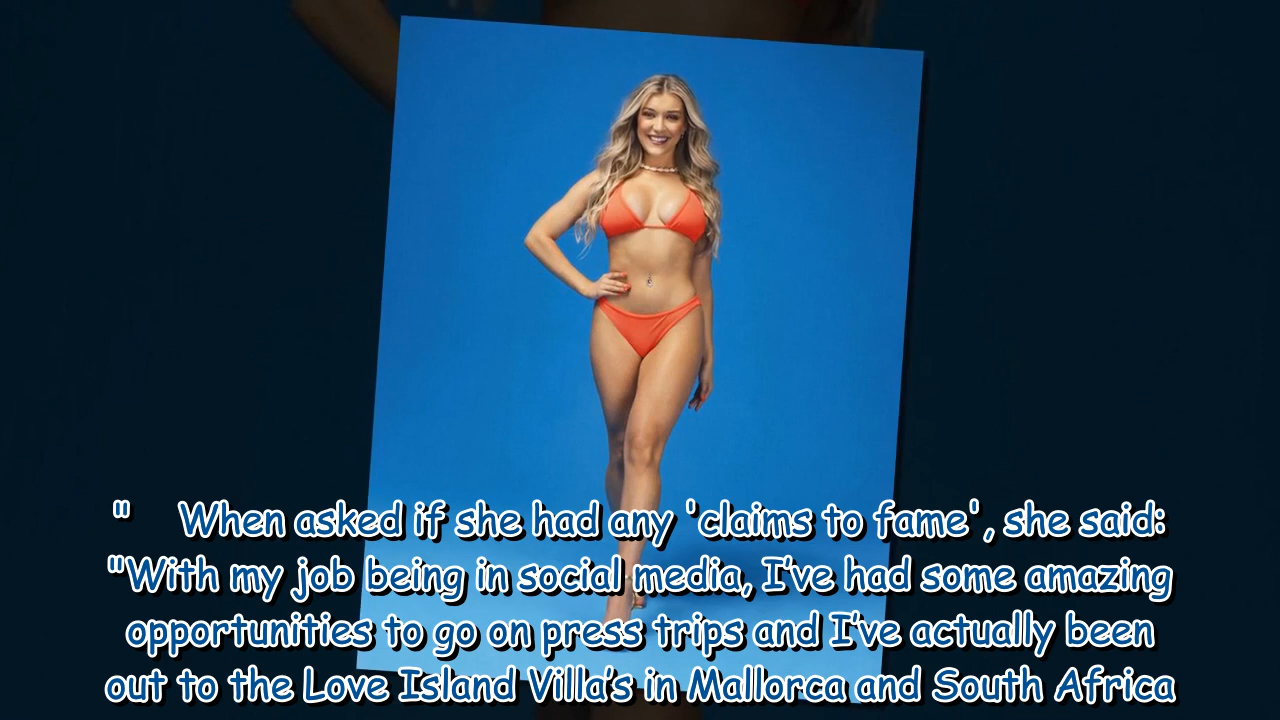 "    When asked if she had any 'claims to fame', she said:
"With my job being in social media, I've had some amazing
opportunities to go on press trips and I've actually been
out to the Love Island Villa's in Mallorca and South Africa